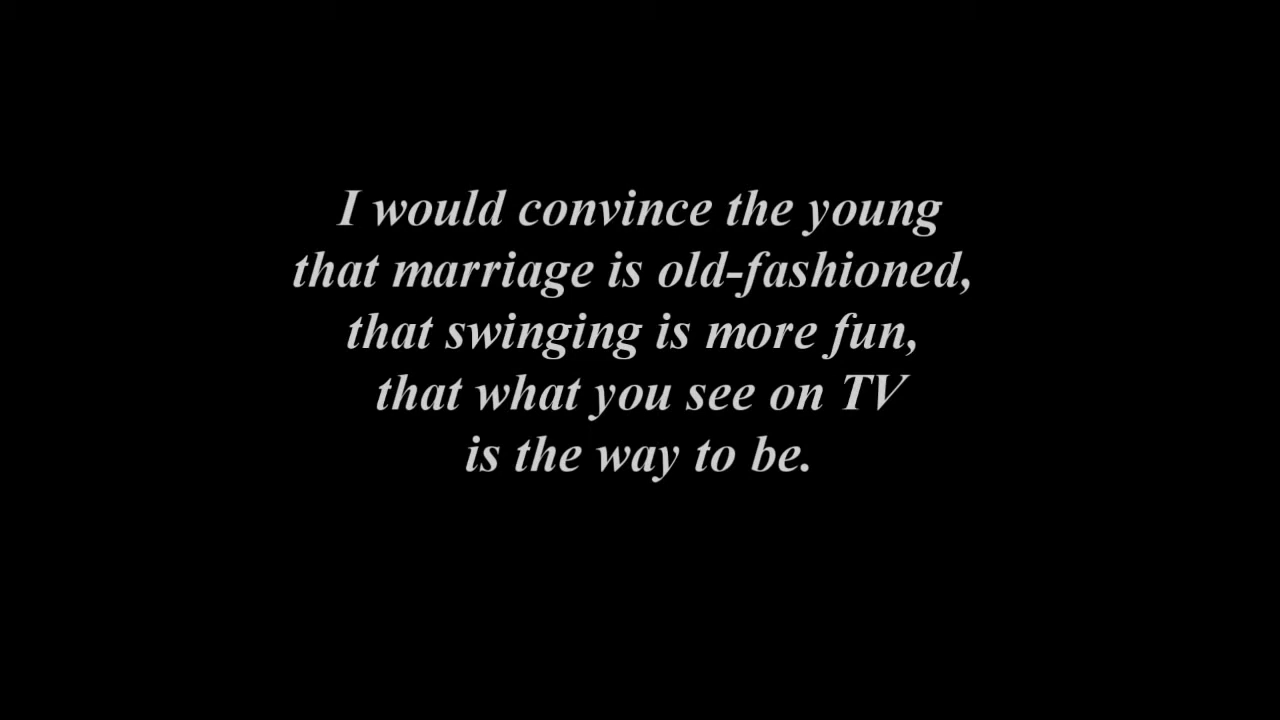 I would convince the young
that marriage is old-fashioned,
that swinging is more fun,
that what you see on TV
is the way to be.